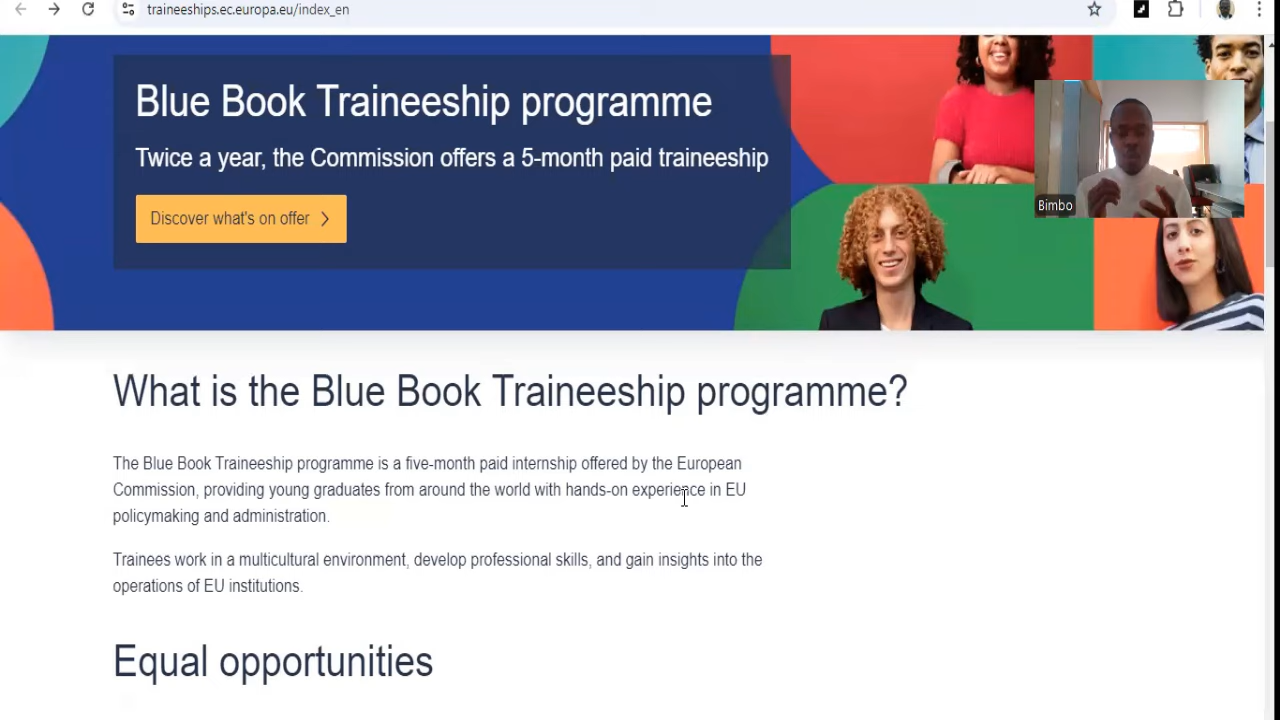 traineeships.ec.europa.eu/index_en
Blue Book Traineeship programme
Twice a year, the Commission offers a 5-month paid traineeship
Discover what's on offer
Bimbo
What is the Blue Book Traineeship programme?
The Blue Book Traineeship programme is a five-month paid internship offered by the European
Commission, providing young graduates from around the world with hands-on experience in EU
policymaking and administration.
Trainees work in a multicultural environment, develop professional skills, and gain insights into the
operations of EU institutions.
Equal opportunities